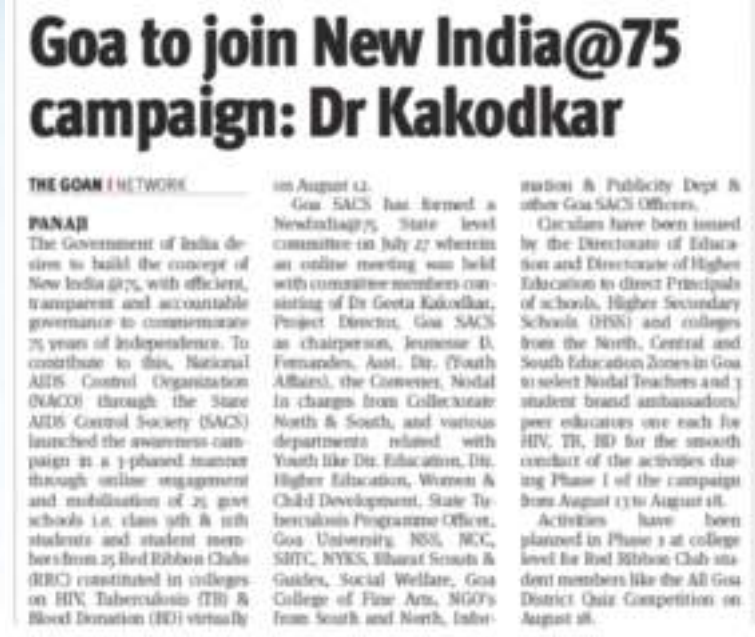 Goa to join New India@75
campaign: Dr Kakodkar
THE GOAN | NETWORK
PANAJI
The Government of India de-
sires to build the concept of
New India @75, with efficient,
transparent and accountable
governance to commemorate
75 years of Independence. To
contribute to this, National
AIDS Control Organization
(NACO) through the State
AIDS Control Society (SACS)
launched the awareness cam-
paign in a 3-phased manner
through online engagement
and mobilisation of 25 govt
schools i.e. class 9th & 11th
students and student mem-
bers from 25 Red Ribbon Clubs
(RRC) constituted in colleges
on HIV, Tuberculosis (TB) &
Blood Donation (BD) virtually
on August 12.
Goa SACS has formed a
NewIndia@75 State level
committee on July 27 wherein
an online meeting was held
with committee members con-
sisting of Dr Geeta Kakodkar,
Project Director, Goa SACS
as chairperson, Jeunesse D.
Fernandes, Asst. Dir. (Youth
Affairs), the Convener, Nodal
In charges from Collectorate
North & South, and various
departments related with
Youth like Dir. Education, Dir.
Higher Education, Women &
Child Development, State Tu-
berculosis Programme Officer,
Goa University, NSS, NCC,
SBTC, NYKS, Bharat Scouts &
Guides, Social Welfare, Goa
College of Fine Arts, NGO's
from South and North, Infor-
mation & Publicity Dept &
other Goa SACS Officers.
Circulars have been issued
by the Directorate of Educa-
tion and Directorate of Higher
Education to direct Principals
of schools, Higher Secondary
Schools (HSS) and colleges
from the North, Central and
South Education Zones in Goa
to select Nodal Teachers and 3
student brand ambassadors/
peer educators one each for
HIV, TB, BD for the smooth
conduct of the activities dur-
ing Phase I of the campaign
from August 13 to August 18.
Activities have been
planned in Phase 1 at college
level for Red Ribbon Club stu-
dent members like the All Goa
District Quiz Competition on
August 18.